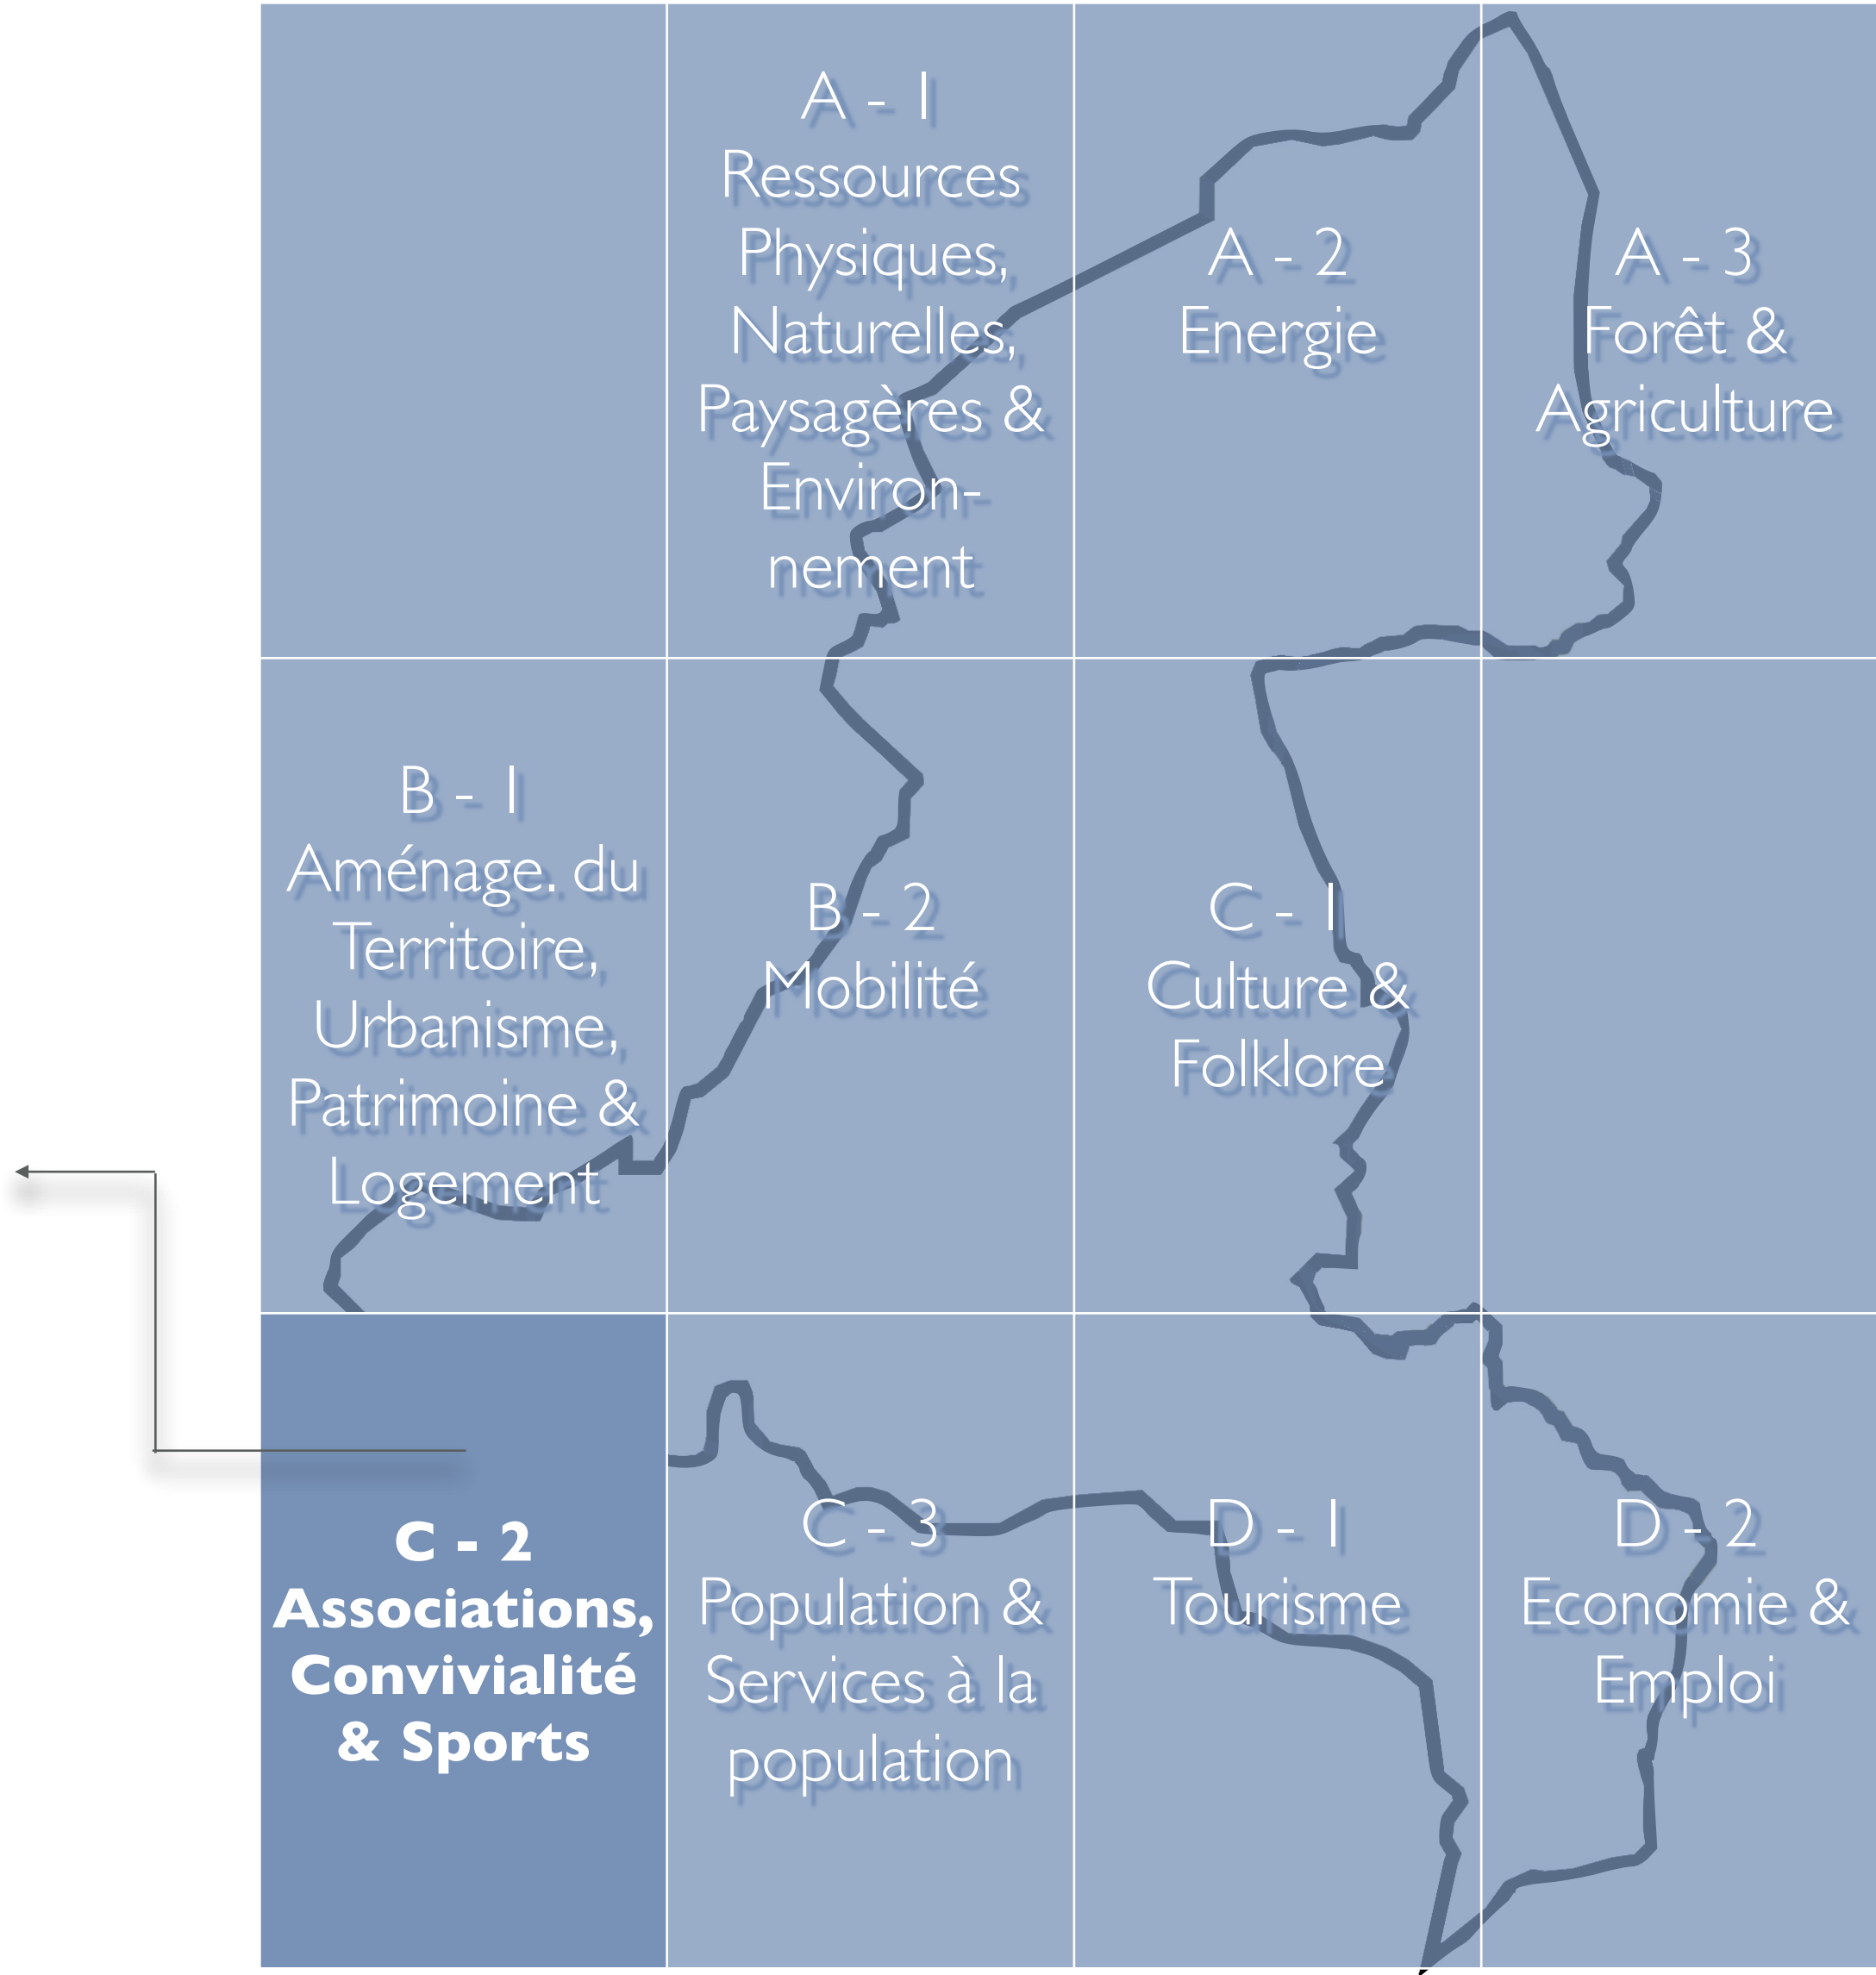 A - 1
Ressources
Physiques,
Naturelles,
Paysagères &
Environ-
nement
A - 2
Energie
A - 3
Forêt &
Agriculture
B - 1
Aménage. du
Territoire,
Urbanisme,
Patrimoine &
Logement
B - 2
Mobilité
C - 1
Culture &
Folklore
C - 2
Associations,
Convivialité
& Sports
C - 3
Population &
Services à la
population
D - 1
Tourisme
D - 2
Economie &
Emploi